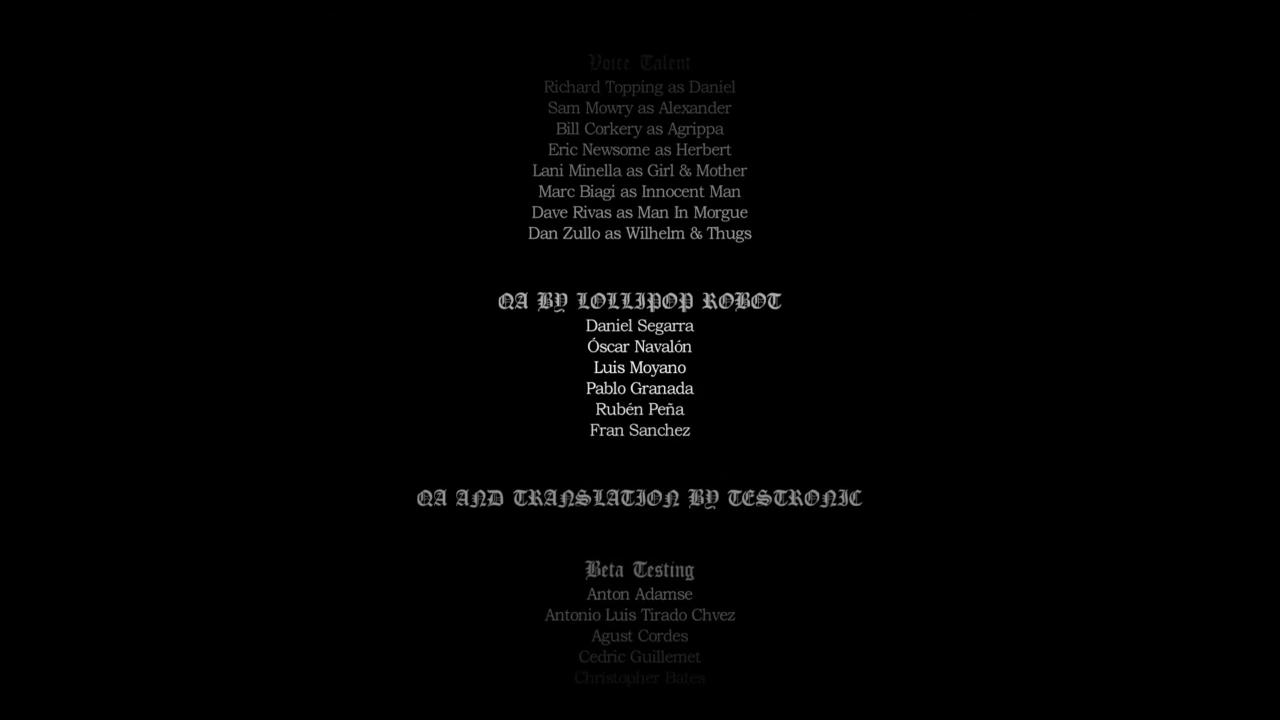 Voice Talent
Richard Topping as Daniel
Sam Mowry as Alexander
Bill Corkery as Agrippa
Eric Newsome as Herbert
Lani Minella as Girl & Mother
Marc Biagi as Innocent Man
Dave Rivas as Man In Morgue
Dan Zullo as Wilhelm & Thugs
QA BY LOLLIPOP ROBOT
Daniel Segarra
Óscar Navalón
Luis Moyano
Pablo Granada
Rubén Peña
Fran Sanchez
QA AND TRANSLATION BY TESTRONIC
Beta Testing
Anton Adamse
Antonio Luis Tirado Chvez
Agust Cordes
Cedric Guillemet
Christopher Bates